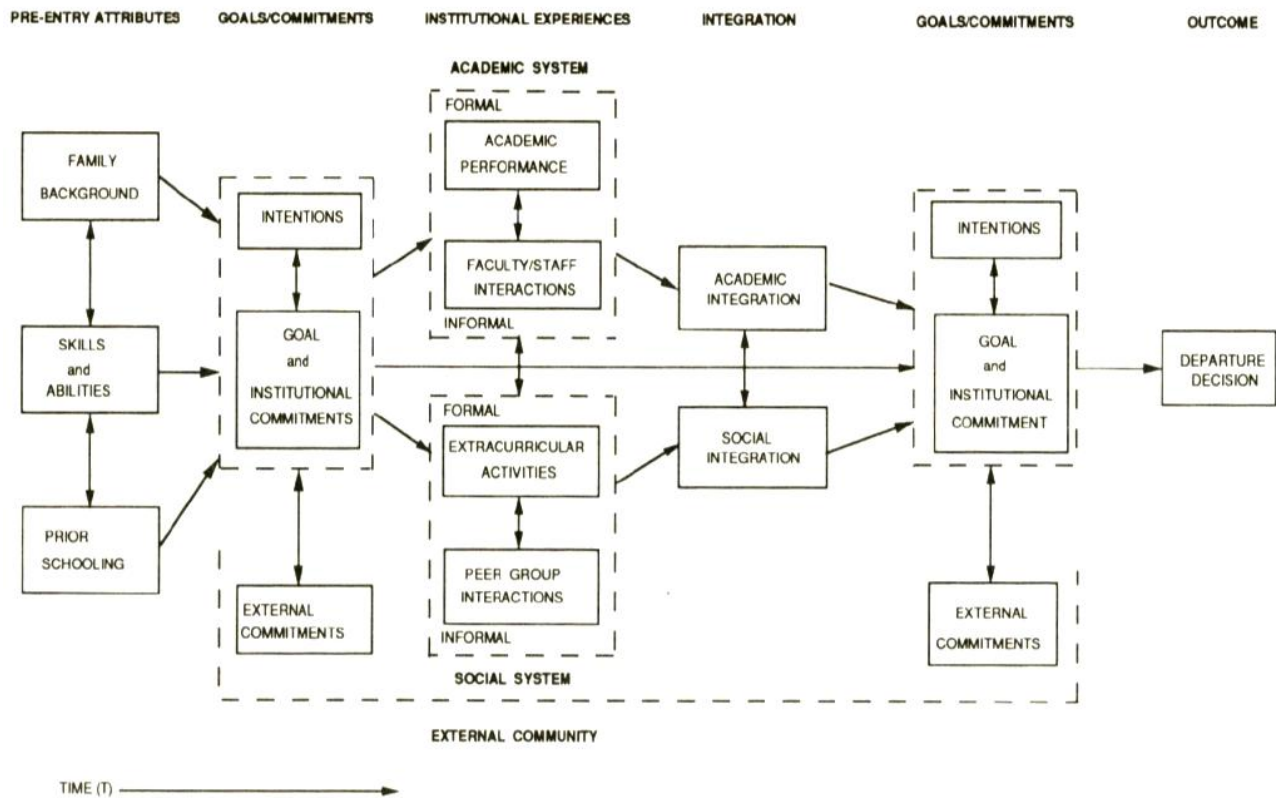 PRE-ENTRY ATTRIBUTES
GOALS/COMMITMENTS
INSTITUTIONAL EXPERIENCES
INTEGRATION
GOALS/COMMITMENTS
OUTCOME
FAMILY
BACKGROUND
SKILLS
and
ABILITIES
PRIOR
SCHOOLING
INTENTIONS
GOAL
and
INSTITUTIONAL
COMMITMENTS
EXTERNAL
COMMITMENTS
ACADEMIC SYSTEM
FORMAL
ACADEMIC
PERFORMANCE
FACULTY/STAFF
INTERACTIONS
INFORMAL
FORMAL
EXTRACURRICULAR
ACTIVITIES
PEER GROUP
INTERACTIONS
INFORMAL
SOCIAL SYSTEM
ACADEMIC
INTEGRATION
SOCIAL
INTEGRATION
INTENTIONS
GOAL
and
INSTITUTIONAL
COMMITMENT
EXTERNAL
COMMITMENTS
DEPARTURE
DECISION
EXTERNAL COMMUNITY
TIME (T)